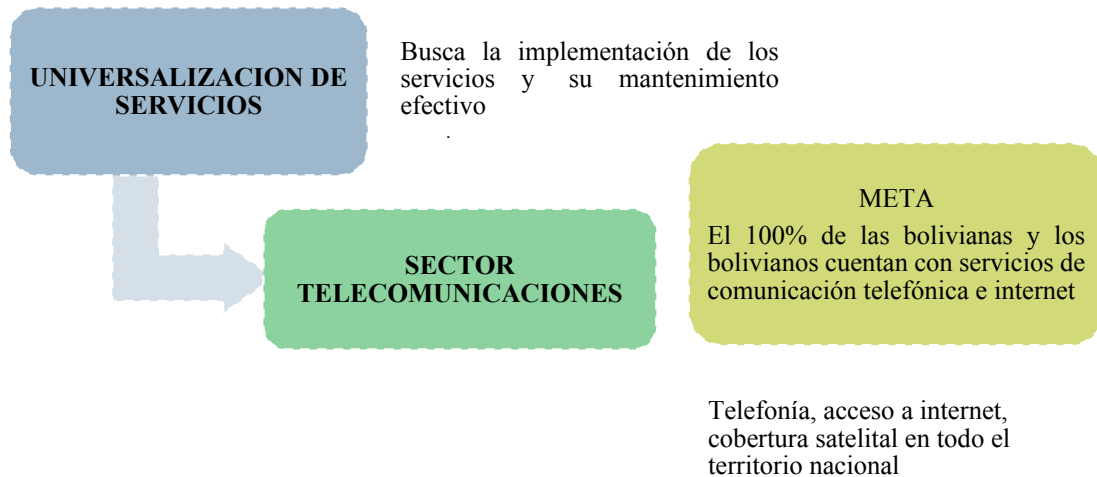 UNIVERSALIZACION DE
SERVICIOS
Busca la implementación de los
servicios y su mantenimiento
efectivo
.
SECTOR
TELECOMUNICACIONES
META
El 100% de las bolivianas y los
bolivianos cuentan con servicios de
comunicación telefónica e internet
Telefonía, acceso a internet,
cobertura satelital en todo el
territorio nacional